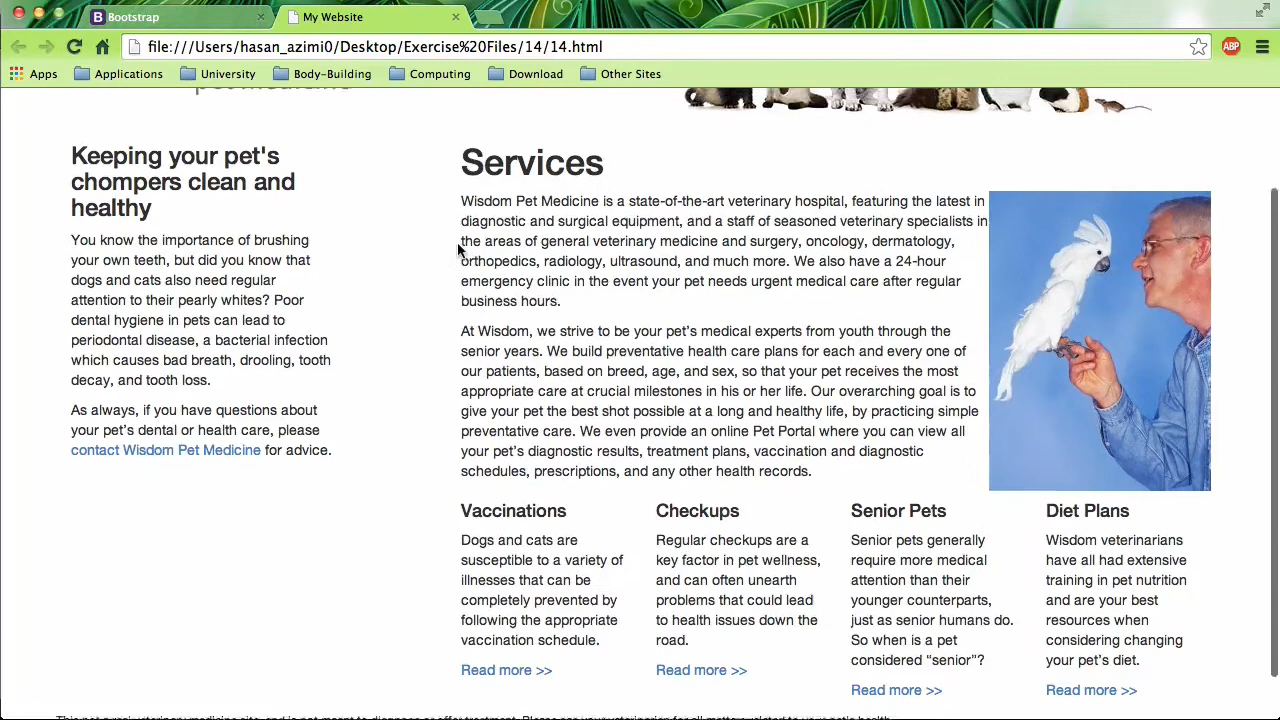 Bootstrap
My Website
file:///Users/hasan_azimi0/Desktop/Exercise%20Files/14/14.html
ABP
Apps
Applications
University
Body-Building
Computing
Download
Other Sites
Keeping your pet's
chompers clean and
healthy
You know the importance of brushing
your own teeth, but did you know that
dogs and cats also need regular
attention to their pearly whites? Poor
dental hygiene in pets can lead to
periodontal disease, a bacterial infection
which causes bad breath, drooling, tooth
decay, and tooth loss.
As always, if you have questions about
your pet’s dental or health care, please
contact Wisdom Pet Medicine for advice.
Services
Wisdom Pet Medicine is a state-of-the-art veterinary hospital, featuring the latest in
diagnostic and surgical equipment, and a staff of seasoned veterinary specialists in
the areas of general veterinary medicine and surgery, oncology, dermatology,
orthopedics, radiology, ultrasound, and much more. We also have a 24-hour
emergency clinic in the event your pet needs urgent medical care after regular
business hours.
At Wisdom, we strive to be your pet’s medical experts from youth through the
senior years. We build preventative health care plans for each and every one of
our patients, based on breed, age, and sex, so that your pet receives the most
appropriate care at crucial milestones in his or her life. Our overarching goal is to
give your pet the best shot possible at a long and healthy life, by practicing simple
preventative care. We even provide an online Pet Portal where you can view all
your pet’s diagnostic results, treatment plans, vaccination and diagnostic
schedules, prescriptions, and any other health records.
Vaccinations
Dogs and cats are
susceptible to a variety of
illnesses that can be
completely prevented by
following the appropriate
vaccination schedule.
Read more >>
Checkups
Regular checkups are a
key factor in pet wellness,
and can often unearth
problems that could lead
to health issues down the
road.
Read more >>
Senior Pets
Senior pets generally
require more medical
attention than their
younger counterparts,
just as senior humans do.
So when is a pet
considered “senior”?
Read more >>
Diet Plans
Wisdom veterinarians
have all had extensive
training in pet nutrition
and are your best
resources when
considering changing
your pet’s diet.
Read more >>